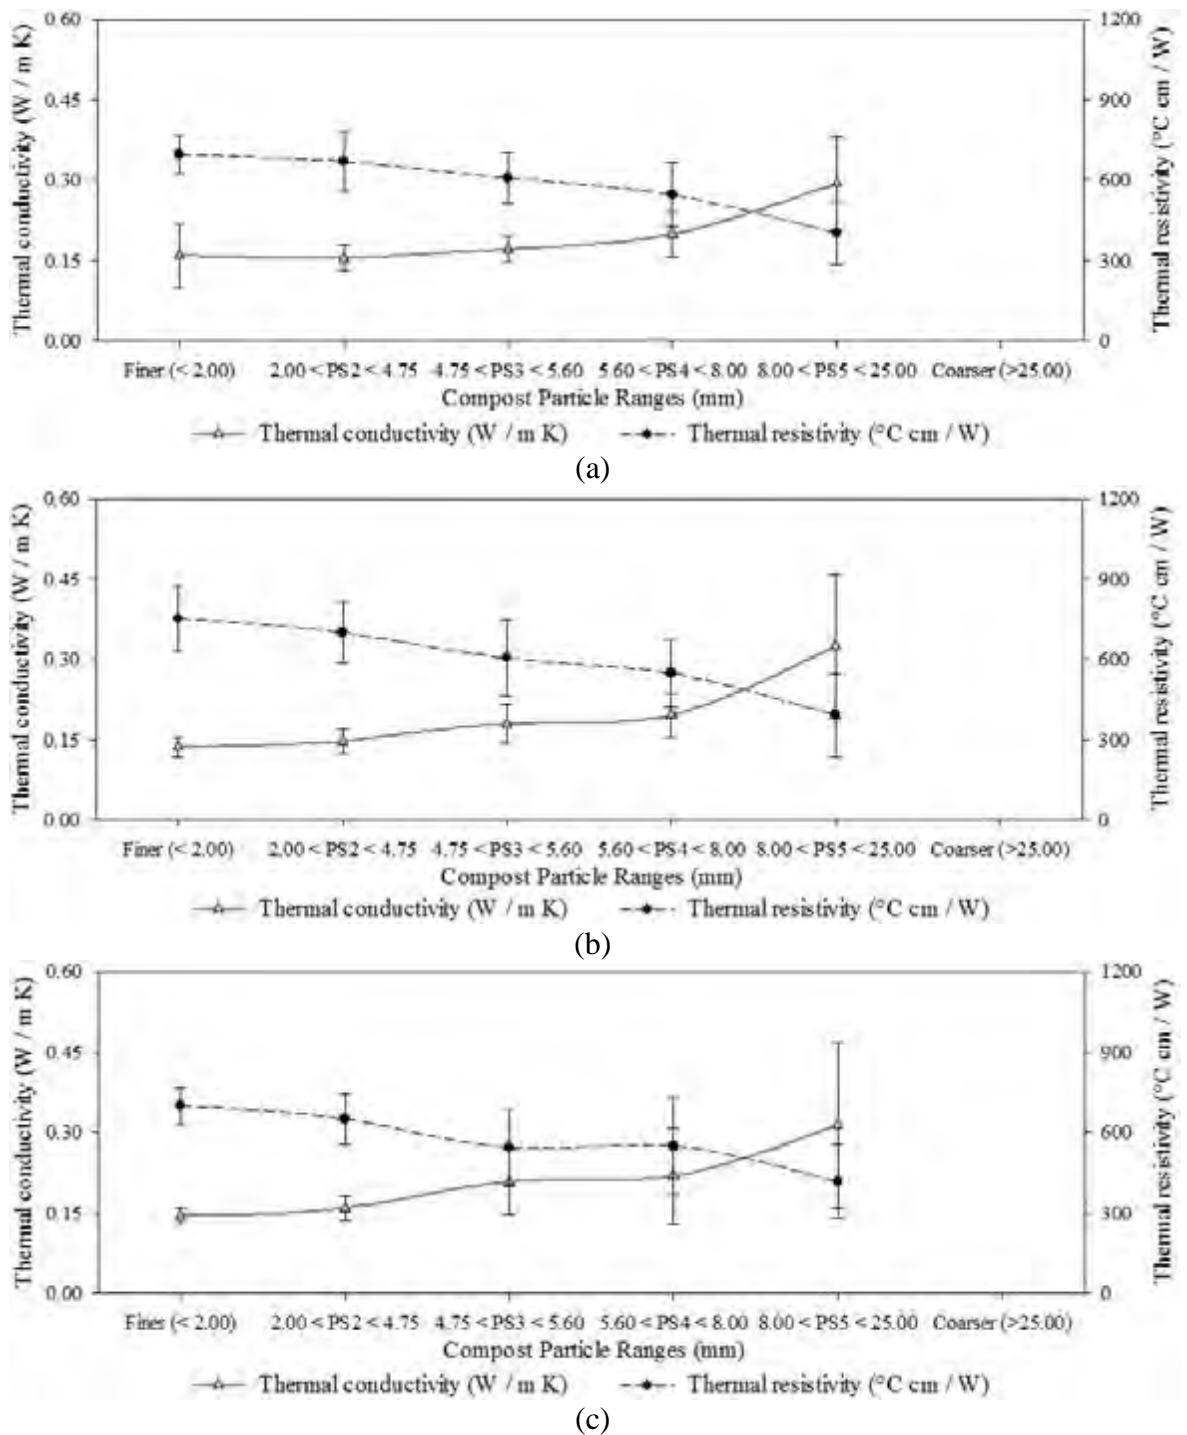 Thermal conductivity (W / m K)
0.60
0.45
0.30
0.15
0.00
1200
900
600
300
0
Thermal resistivity (°C cm / W)
Finer (< 2.00) 2.00 < PS2 < 4.75 4.75 < PS3 < 5.60 5.60 < PS4 < 8.00 8.00 < PS5 < 25.00 Coarser (>25.00)
Compost Particle Ranges (mm)
Thermal conductivity (W / m K) Thermal resistivity (°C cm / W)
(a)
Thermal conductivity (W / m K)
0.60
0.45
0.30
0.15
0.00
1200
900
600
300
0
Thermal resistivity (°C cm / W)
Finer (< 2.00) 2.00 < PS2 < 4.75 4.75 < PS3 < 5.60 5.60 < PS4 < 8.00 8.00 < PS5 < 25.00 Coarser (>25.00)
Compost Particle Ranges (mm)
Thermal conductivity (W / m K) Thermal resistivity (°C cm / W)
(b)
Thermal conductivity (W / m K)
0.60
0.45
0.30
0.15
0.00
1200
900
600
300
0
Thermal resistivity (°C cm / W)
Finer (< 2.00) 2.00 < PS2 < 4.75 4.75 < PS3 < 5.60 5.60 < PS4 < 8.00 8.00 < PS5 < 25.00 Coarser (>25.00)
Compost Particle Ranges (mm)
Thermal conductivity (W / m K) Thermal resistivity (°C cm / W)
(c)